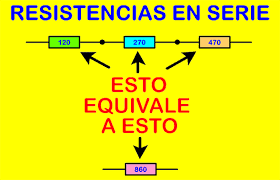 RESISTENCIAS EN SERIE
120 270 470
ESTO
EQUIVALE
A ESTO
860